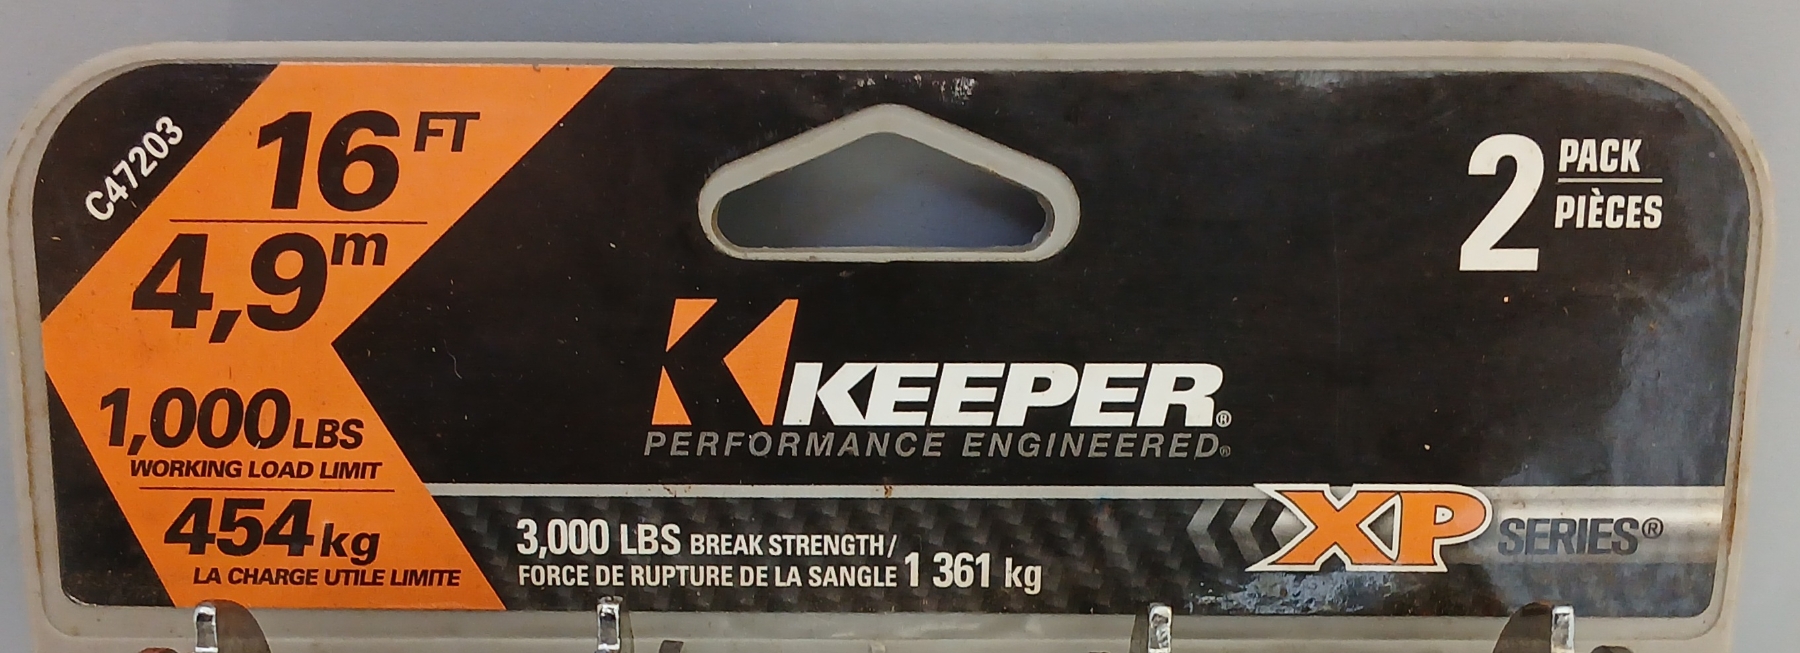 C47203
16 FT
4,9 m
1,000 LBS
WORKING LOAD LIMIT
454 kg
LA CHARGE UTILE LIMITE
2 PACK
PIÈCES
K KEEPER®
PERFORMANCE ENGINEERED®
3,000 LBS BREAK STRENGTH/
FORCE DE RUPTURE DE LA SANGLE 1 361 kg
XP SERIES®